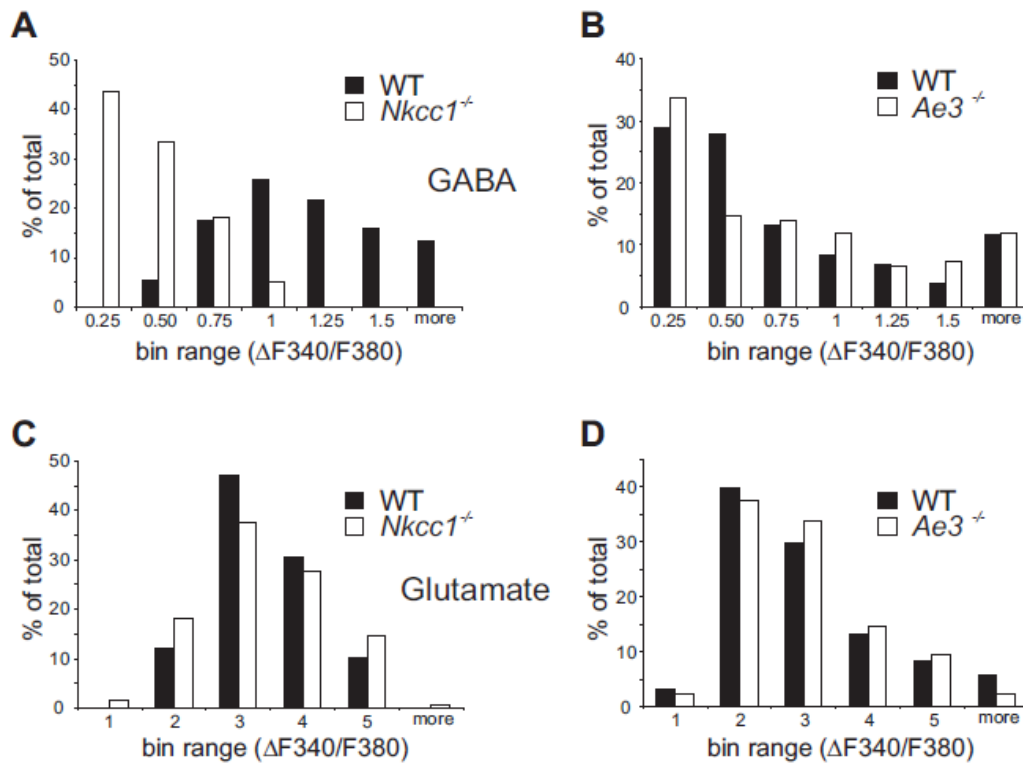 A
50
40
30
20
10
0
% of total
WT
Nkcc1-/-
0.25 0.50 0.75 1 1.25 1.5 more
bin range (ΔF340/F380)
GABA
B
40
30
20
10
0
% of total
WT
Ae3 -/-
0.25 0.50 0.75 1 1.25 1.5 more
bin range (ΔF340/F380)
C
50
40
30
20
10
0
% of total
WT
Nkcc1-/-
1 2 3 4 5 more
bin range (ΔF340/F380)
Glutamate
D
40
30
20
10
0
% of total
WT
Ae3 -/-
1 2 3 4 5 more
bin range (ΔF340/F380)